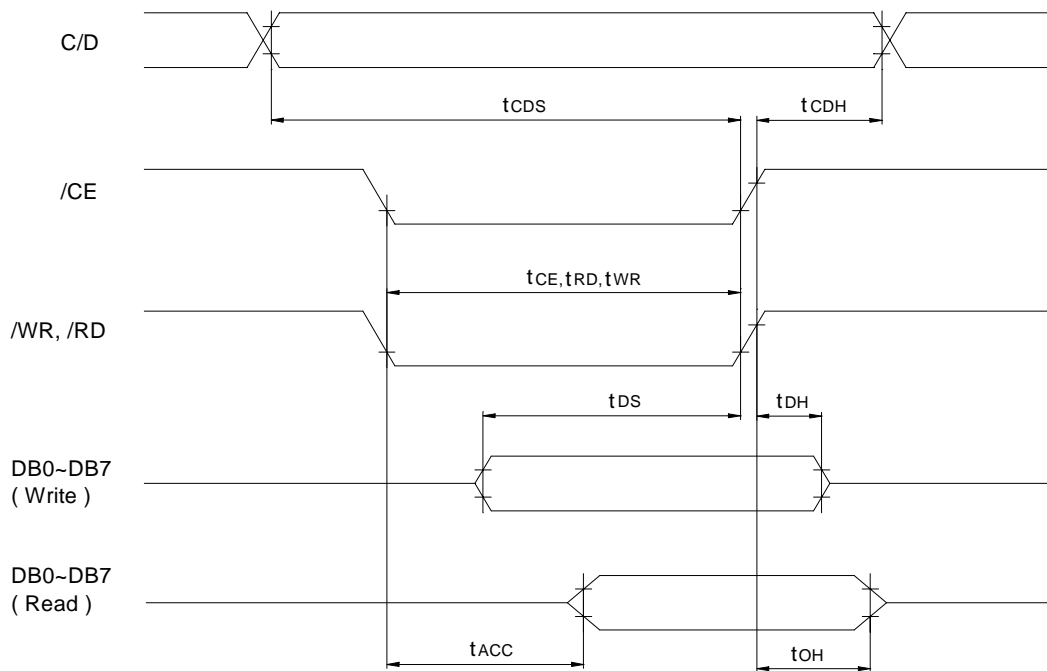 C/D
tCDS
tCDH
/CE
tCE,tRD,tWR
/WR, /RD
tDS
tDH
DB0~DB7
( Write )
DB0~DB7
( Read )
tACC
tOH